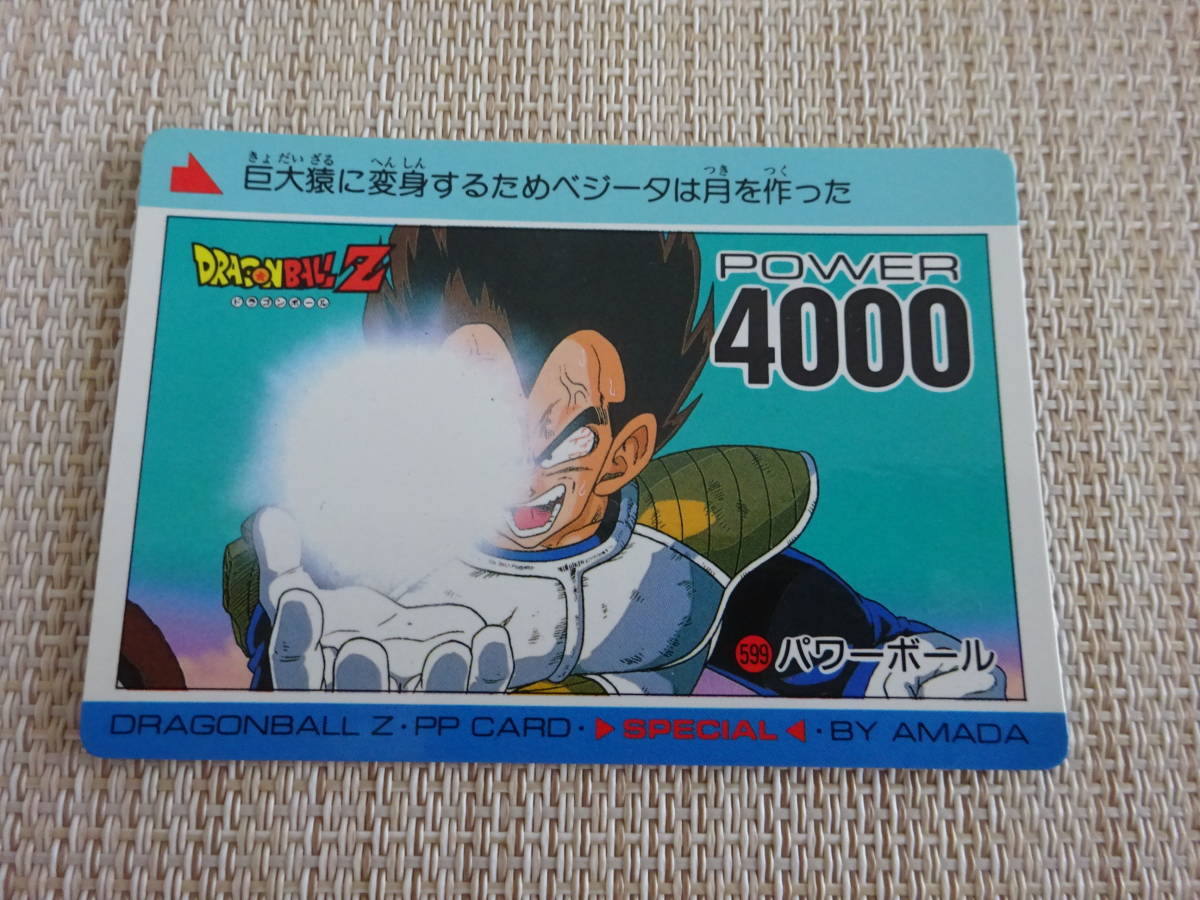 きょ だい ざる へん しん つき つく
巨大猿に変身するためベジータは月を作った
DRAGONBALL Z
ドラゴンボール
POWER
4000
599 パワーボール
DRAGONBALL Z・PP CARD・▶SPECIAL◀・BY AMADA